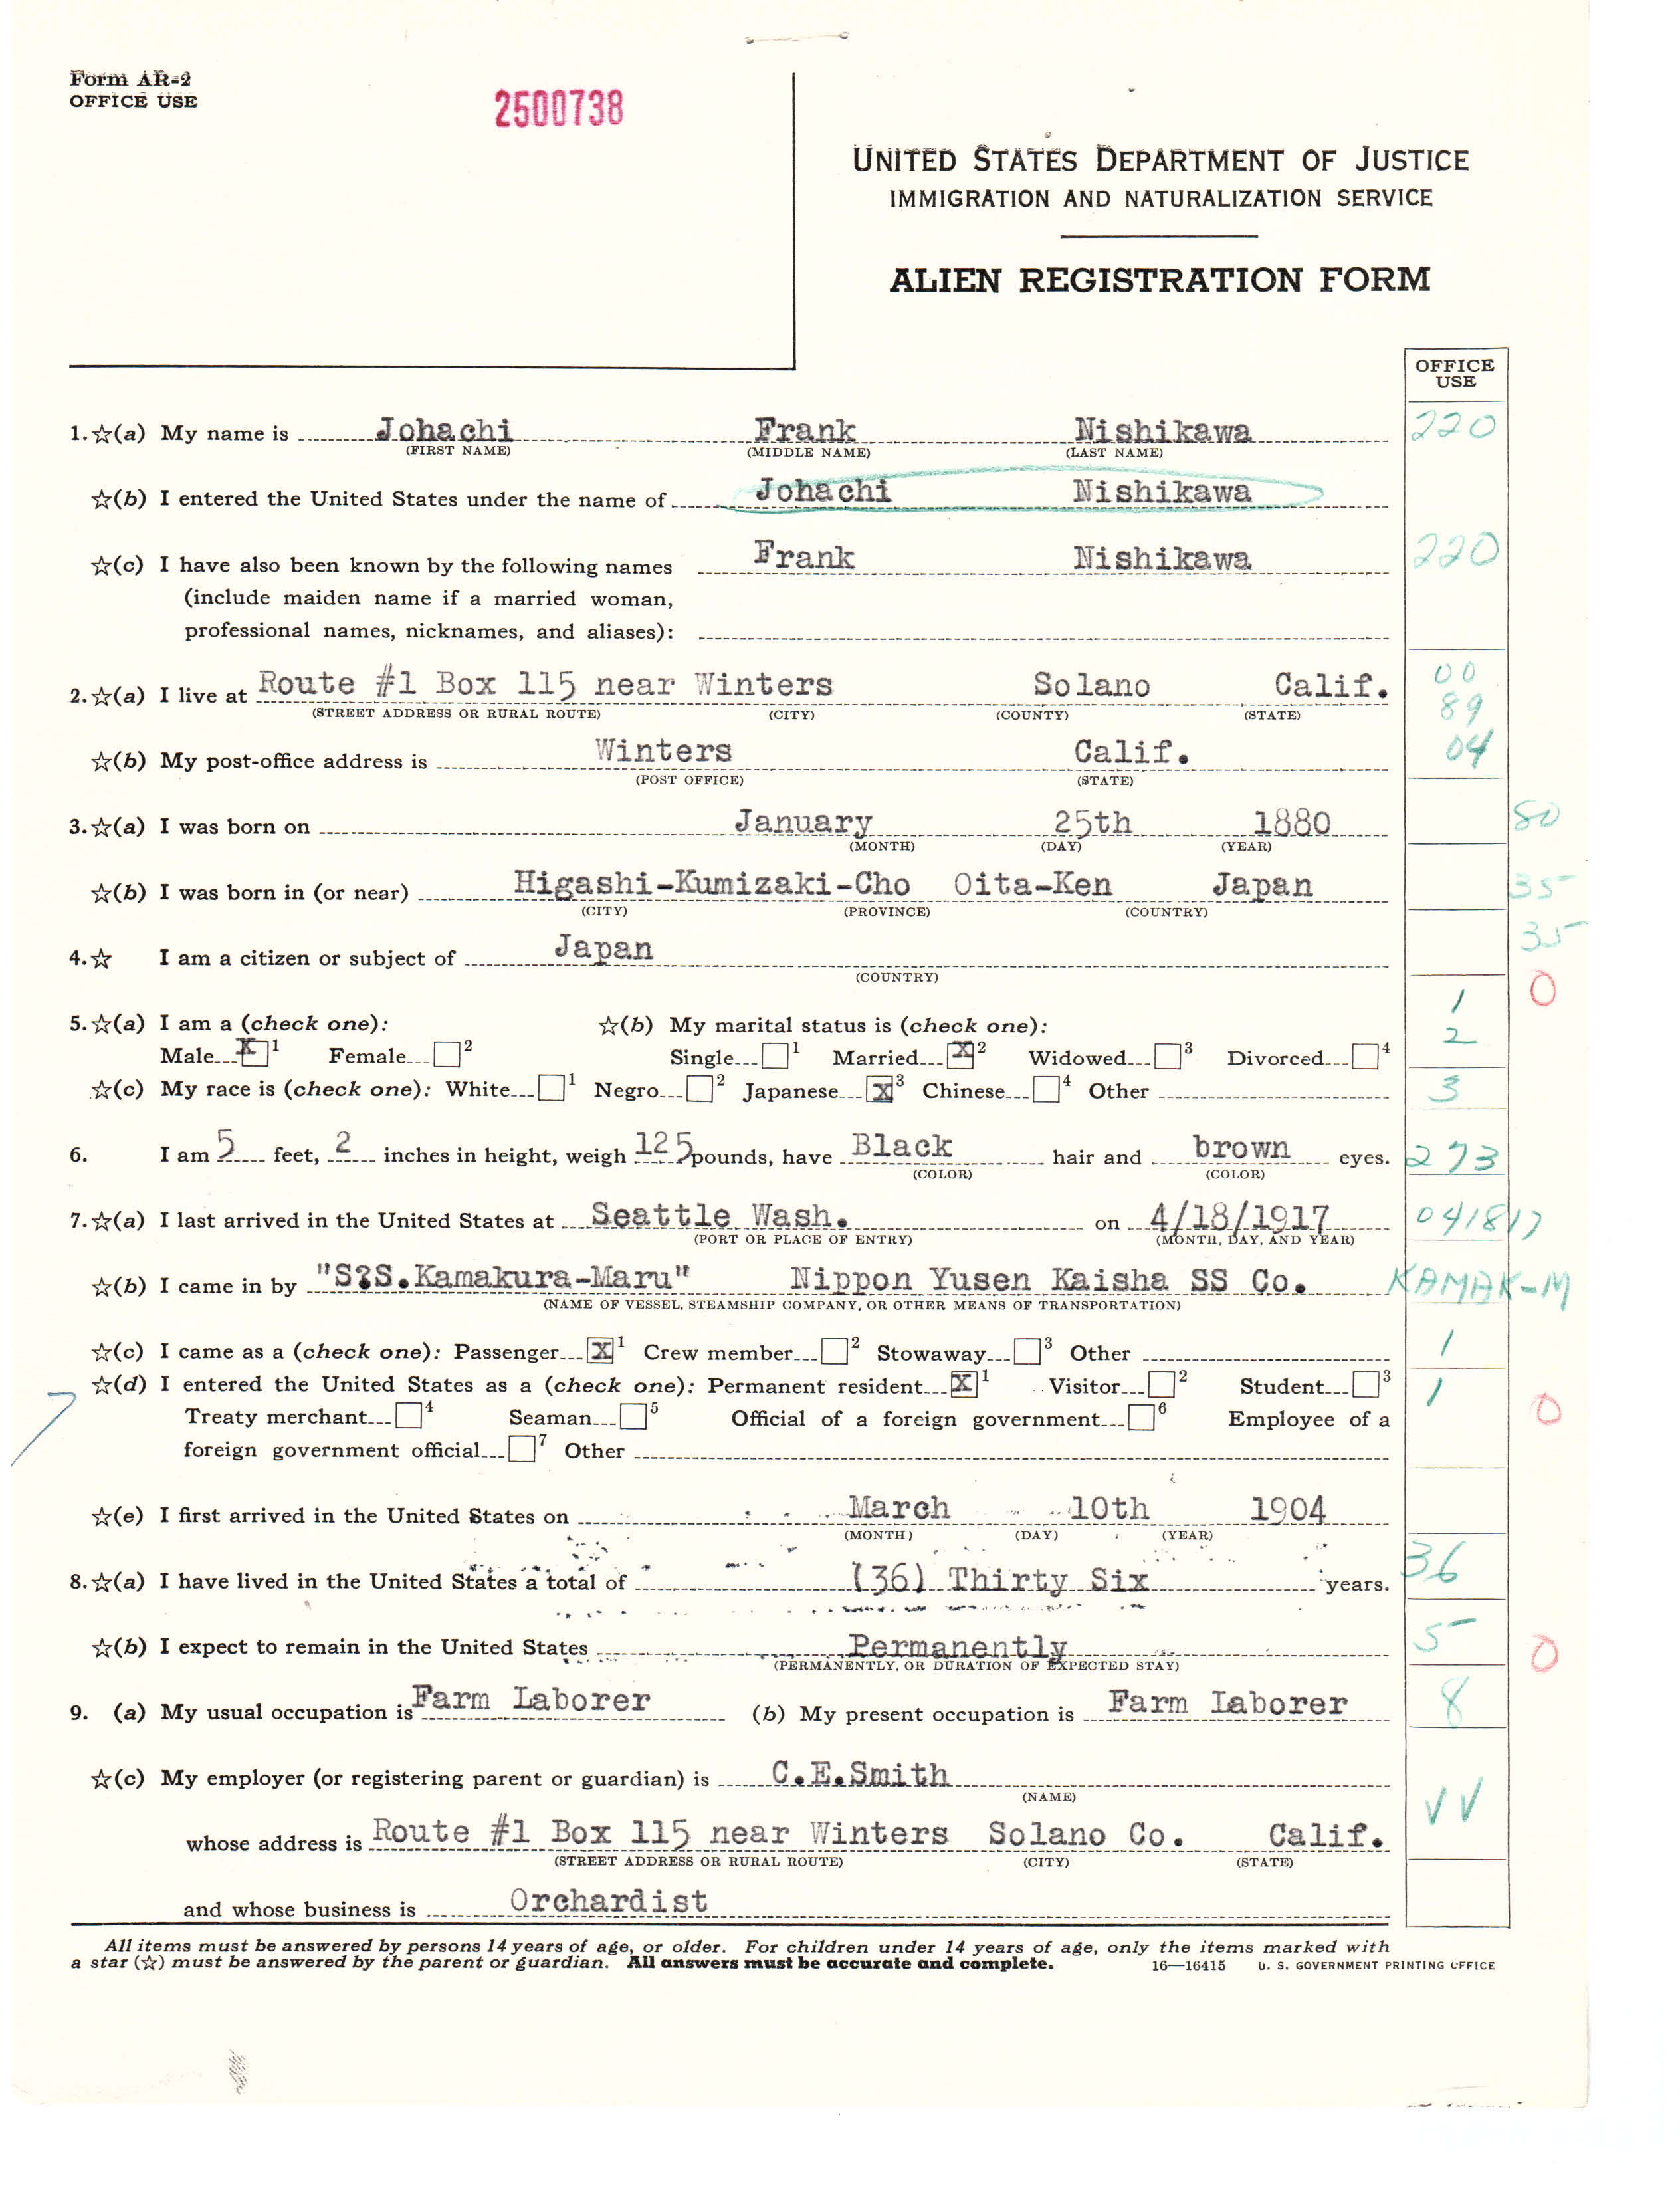 Form AR-2
OFFICE USE
2500738
UNITED STATES DEPARTMENT OF JUSTICE
IMMIGRATION AND NATURALIZATION SERVICE
ALIEN REGISTRATION FORM
OFFICE USE
1. ☆(a) My name is Johachi Frank Nishikawa 220
(FIRST NAME) (MIDDLE NAME) (LAST NAME)
☆(b) I entered the United States under the name of Johachi Nishikawa
☆(c) I have also been known by the following names Frank Nishikawa 220
(include maiden name if a married woman,
professional names, nicknames, and aliases):
2. ☆(a) I live at Route #1 Box 115 near Winters Solano Calif. 00 89
(STREET ADDRESS OR RURAL ROUTE) (CITY) (COUNTY) (STATE)
☆(b) My post-office address is Winters Calif. 04
(POST OFFICE) (STATE)
3. ☆(a) I was born on January 25th 1880 80
(MONTH) (DAY) (YEAR)
☆(b) I was born in (or near) Higashi-Kumizaki-Cho Oita-Ken Japan 35
(CITY) (PROVINCE) (COUNTRY)
4. ☆ I am a citizen or subject of Japan 35
(COUNTRY) 0
5. ☆(a) I am a (check one): ☆(b) My marital status is (check one): 1
Male X 1 Female 2 Single 1 Married X 2 Widowed 3 Divorced 4 2
☆(c) My race is (check one): White 1 Negro 2 Japanese X 3 Chinese 4 Other 3
6. I am 5 feet, 2 inches in height, weigh 125 pounds, have Black hair and brown eyes. 273
(COLOR) (COLOR)
7. ☆(a) I last arrived in the United States at Seattle Wash. on 4/18/1917 041817
(PORT OR PLACE OF ENTRY) (MONTH, DAY, AND YEAR)
☆(b) I came in by "S?S.Kamakura-Maru" Nippon Yusen Kaisha SS Co. KAMAK-M
(NAME OF VESSEL, STEAMSHIP COMPANY, OR OTHER MEANS OF TRANSPORTATION)
☆(c) I came as a (check one): Passenger X 1 Crew member 2 Stowaway 3 Other 1
☆(d) I entered the United States as a (check one): Permanent resident X 1 Visitor 2 Student 3 1 0
Treaty merchant 4 Seaman 5 Official of a foreign government 6 Employee of a
foreign government official 7 Other
☆(e) I first arrived in the United States on March 10th 1904
(MONTH) (DAY) (YEAR)
8. ☆(a) I have lived in the United States a total of (36) Thirty Six years. 36
☆(b) I expect to remain in the United States Permanently 5 0
(PERMANENTLY, OR DURATION OF EXPECTED STAY)
9. (a) My usual occupation is Farm Laborer (b) My present occupation is Farm Laborer 8
☆(c) My employer (or registering parent or guardian) is C.E.Smith
(NAME)
whose address is Route #1 Box 115 near Winters Solano Co. Calif.
(STREET ADDRESS OR RURAL ROUTE) (CITY) (STATE)
and whose business is Orchardist
All items must be answered by persons 14 years of age, or older. For children under 14 years of age, only the items marked with
a star (☆) must be answered by the parent or guardian. All answers must be accurate and complete. 16—16415 U. S. GOVERNMENT PRINTING OFFICE